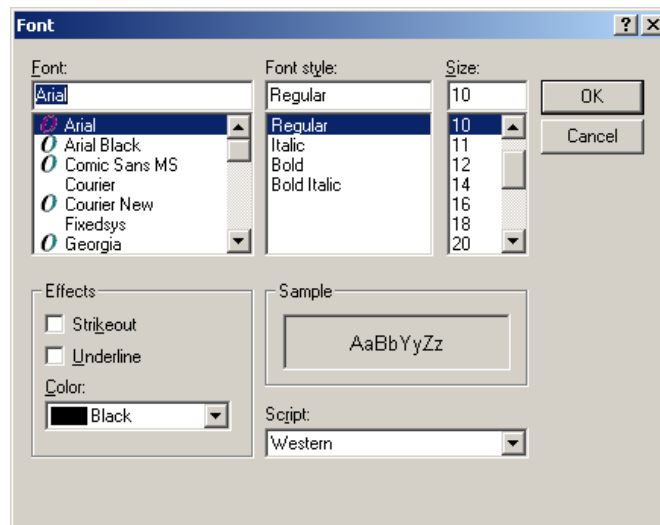 Font
Font:
Arial
Arial
Arial Black
Comic Sans MS
Courier
Courier New
Fixedsys
Georgia
Font style:
Regular
Regular
Italic
Bold
Bold Italic
Size:
10
10
11
12
14
16
18
20
OK
Cancel
Effects
Strikeout
Underline
Color:
Black
Sample
AaBbYyZz
Script:
Western